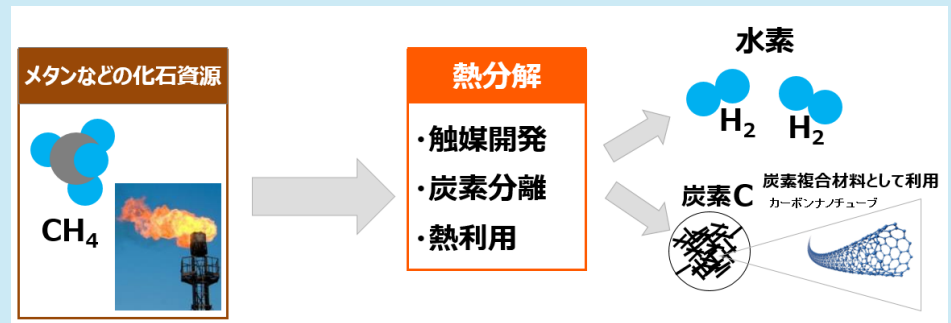 メタンなどの化石資源
CH4
熱分解
・触媒開発
・炭素分離
・熱利用
水素
H2
H2
炭素C
炭素複合材料として利用
カーボンナノチューブ